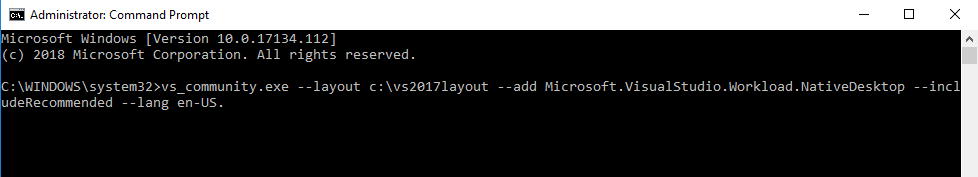 Administrator: Command Prompt
Microsoft Windows [Version 10.0.17134.112]
(c) 2018 Microsoft Corporation. All rights reserved.
C:\WINDOWS\system32>vs_community.exe --layout c:\vs2017layout --add Microsoft.VisualStudio.Workload.NativeDesktop --incl
udeRecommended --lang en-US.